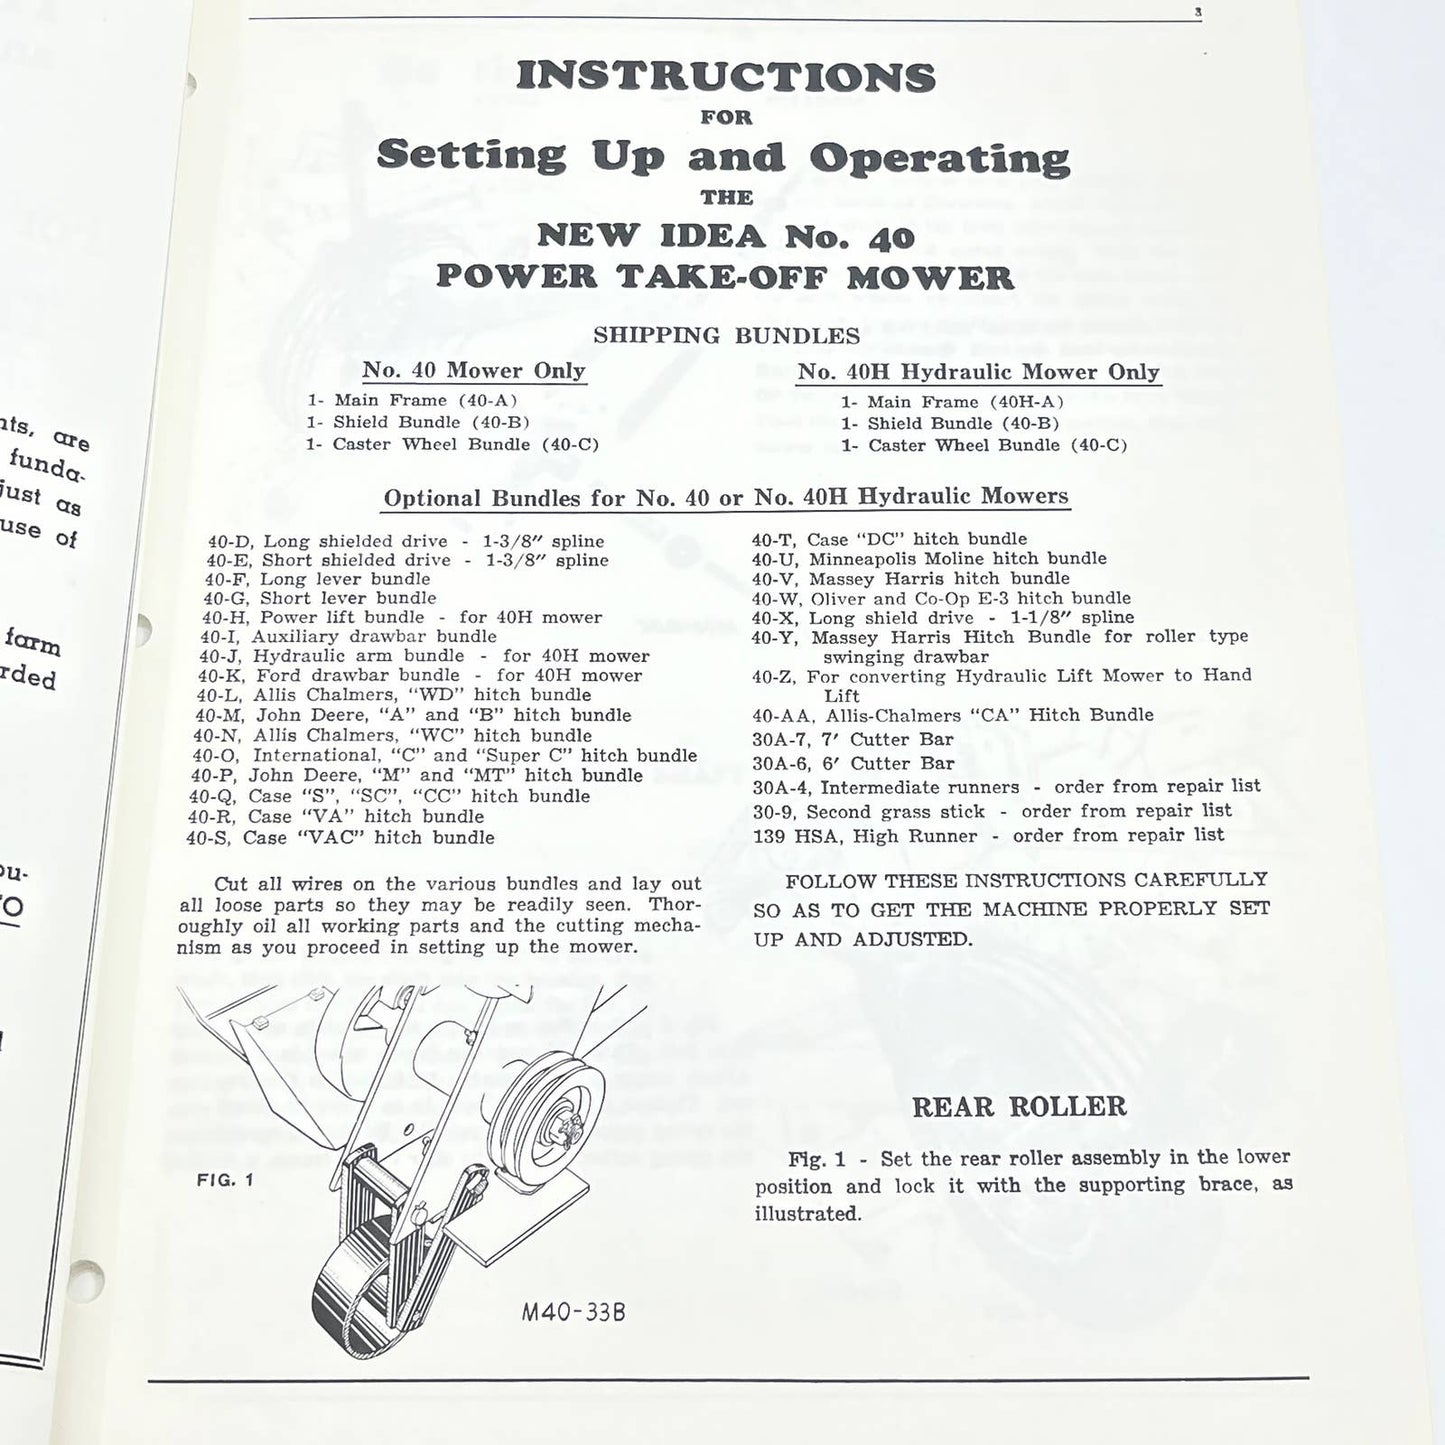 nts, are
funda-
just as
use of
farm
rded
ou-
TO
3
INSTRUCTIONS
FOR
Setting Up and Operating
THE
NEW IDEA No. 40
POWER TAKE-OFF MOWER
SHIPPING BUNDLES
No. 40 Mower Only
1- Main Frame (40-A)
1- Shield Bundle (40-B)
1- Caster Wheel Bundle (40-C)
No. 40H Hydraulic Mower Only
1- Main Frame (40H-A)
1- Shield Bundle (40-B)
1- Caster Wheel Bundle (40-C)
Optional Bundles for No. 40 or No. 40H Hydraulic Mowers
40-D, Long shielded drive - 1-3/8″ spline
40-E, Short shielded drive - 1-3/8″ spline
40-F, Long lever bundle
40-G, Short lever bundle
40-H, Power lift bundle - for 40H mower
40-I, Auxiliary drawbar bundle
40-J, Hydraulic arm bundle - for 40H mower
40-K, Ford drawbar bundle - for 40H mower
40-L, Allis Chalmers, “WD” hitch bundle
40-M, John Deere, “A” and “B” hitch bundle
40-N, Allis Chalmers, “WC” hitch bundle
40-O, International, “C” and “Super C” hitch bundle
40-P, John Deere, “M” and “MT” hitch bundle
40-Q, Case “S”, “SC”, “CC” hitch bundle
40-R, Case “VA” hitch bundle
40-S, Case “VAC” hitch bundle
40-T, Case “DC” hitch bundle
40-U, Minneapolis Moline hitch bundle
40-V, Massey Harris hitch bundle
40-W, Oliver and Co-Op E-3 hitch bundle
40-X, Long shield drive - 1-1/8″ spline
40-Y, Massey Harris Hitch Bundle for roller type
swinging drawbar
40-Z, For converting Hydraulic Lift Mower to Hand
Lift
40-AA, Allis-Chalmers “CA” Hitch Bundle
30A-7, 7′ Cutter Bar
30A-6, 6′ Cutter Bar
30A-4, Intermediate runners - order from repair list
30-9, Second grass stick - order from repair list
139 HSA, High Runner - order from repair list
Cut all wires on the various bundles and lay out
all loose parts so they may be readily seen. Thor-
oughly oil all working parts and the cutting mecha-
nism as you proceed in setting up the mower.
FOLLOW THESE INSTRUCTIONS CAREFULLY
SO AS TO GET THE MACHINE PROPERLY SET
UP AND ADJUSTED.
FIG. 1
M40-33B
REAR ROLLER
Fig. 1 - Set the rear roller assembly in the lower
position and lock it with the supporting brace, as
illustrated.